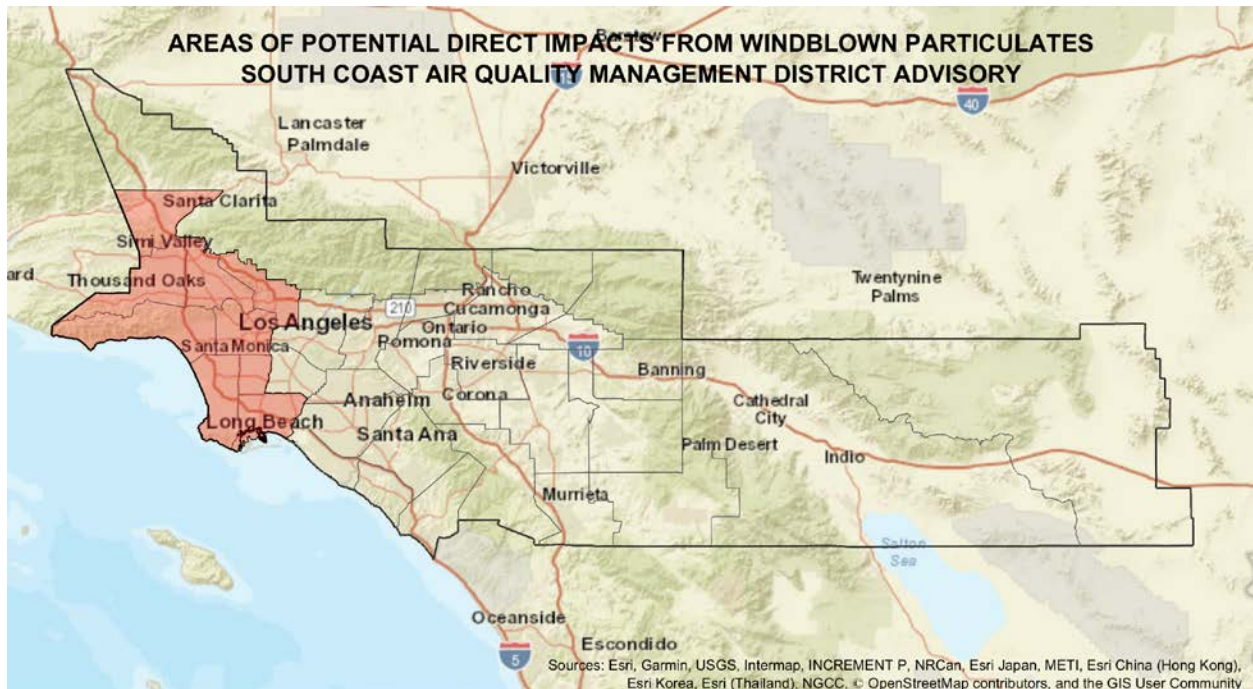 AREAS OF POTENTIAL DIRECT IMPACTS FROM WINDBLOWN PARTICULATES
Barstow
SOUTH COAST AIR QUALITY MANAGEMENT DISTRICT ADVISORY
15
40
Lancaster
Palmdale
Victorville
Santa Clarita
Simi Valley
ard
Thousand Oaks
Twentynine
Palms
Rancho
Cucamonga
210
Los Angeles
Ontario
Pomona
Santa Monica
10
Riverside
Banning
Anaheim
Corona
Cathedral
City
Long Beach
Santa Ana
Palm Desert
Indio
Murrieta
Salton
Sea
Oceanside
Escondido
5
Sources: Esri, Garmin, USGS, Intermap, INCREMENT P, NRCan, Esri Japan, METI, Esri China (Hong Kong),
Esri Korea, Esri (Thailand), NGCC, © OpenStreetMap contributors, and the GIS User Community